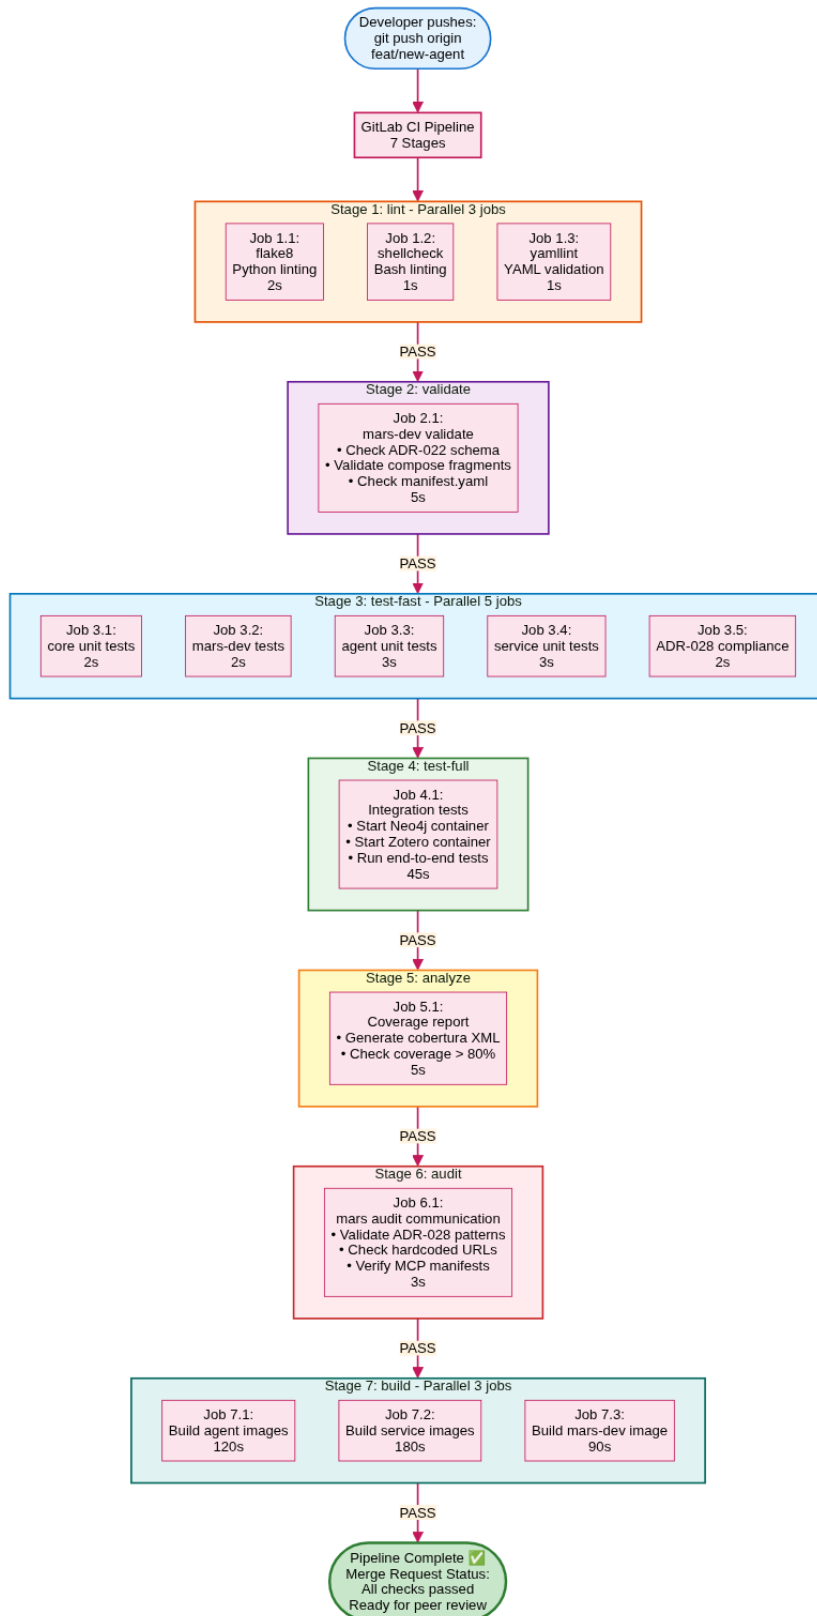 Developer pushes:
git push origin
feat/new-agent
GitLab CI Pipeline
7 Stages
Stage 1: lint - Parallel 3 jobs
Job 1.1:
flake8
Python linting
2s
Job 1.2:
shellcheck
Bash linting
1s
Job 1.3:
yamllint
YAML validation
1s
PASS
Stage 2: validate
Job 2.1:
mars-dev validate
• Check ADR-022 schema
• Validate compose fragments
• Check manifest.yaml
5s
PASS
Stage 3: test-fast - Parallel 5 jobs
Job 3.1:
core unit tests
2s
Job 3.2:
mars-dev tests
2s
Job 3.3:
agent unit tests
3s
Job 3.4:
service unit tests
3s
Job 3.5:
ADR-028 compliance
2s
PASS
Stage 4: test-full
Job 4.1:
Integration tests
• Start Neo4j container
• Start Zotero container
• Run end-to-end tests
45s
PASS
Stage 5: analyze
Job 5.1:
Coverage report
• Generate cobertura XML
• Check coverage > 80%
5s
PASS
Stage 6: audit
Job 6.1:
mars audit communication
• Validate ADR-028 patterns
• Check hardcoded URLs
• Verify MCP manifests
3s
PASS
Stage 7: build - Parallel 3 jobs
Job 7.1:
Build agent images
120s
Job 7.2:
Build service images
180s
Job 7.3:
Build mars-dev image
90s
PASS
Pipeline Complete ✅
Merge Request Status:
All checks passed
Ready for peer review